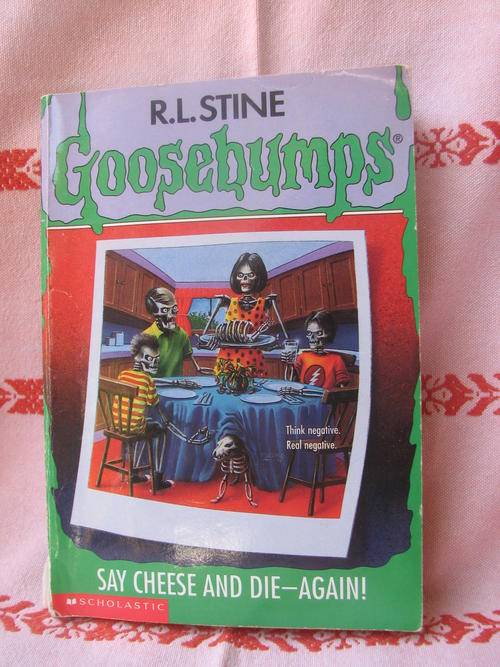 R.L. STINE
Goosebumps®
Think negative.
Real negative.
SAY CHEESE AND DIE—AGAIN!
SCHOLASTIC